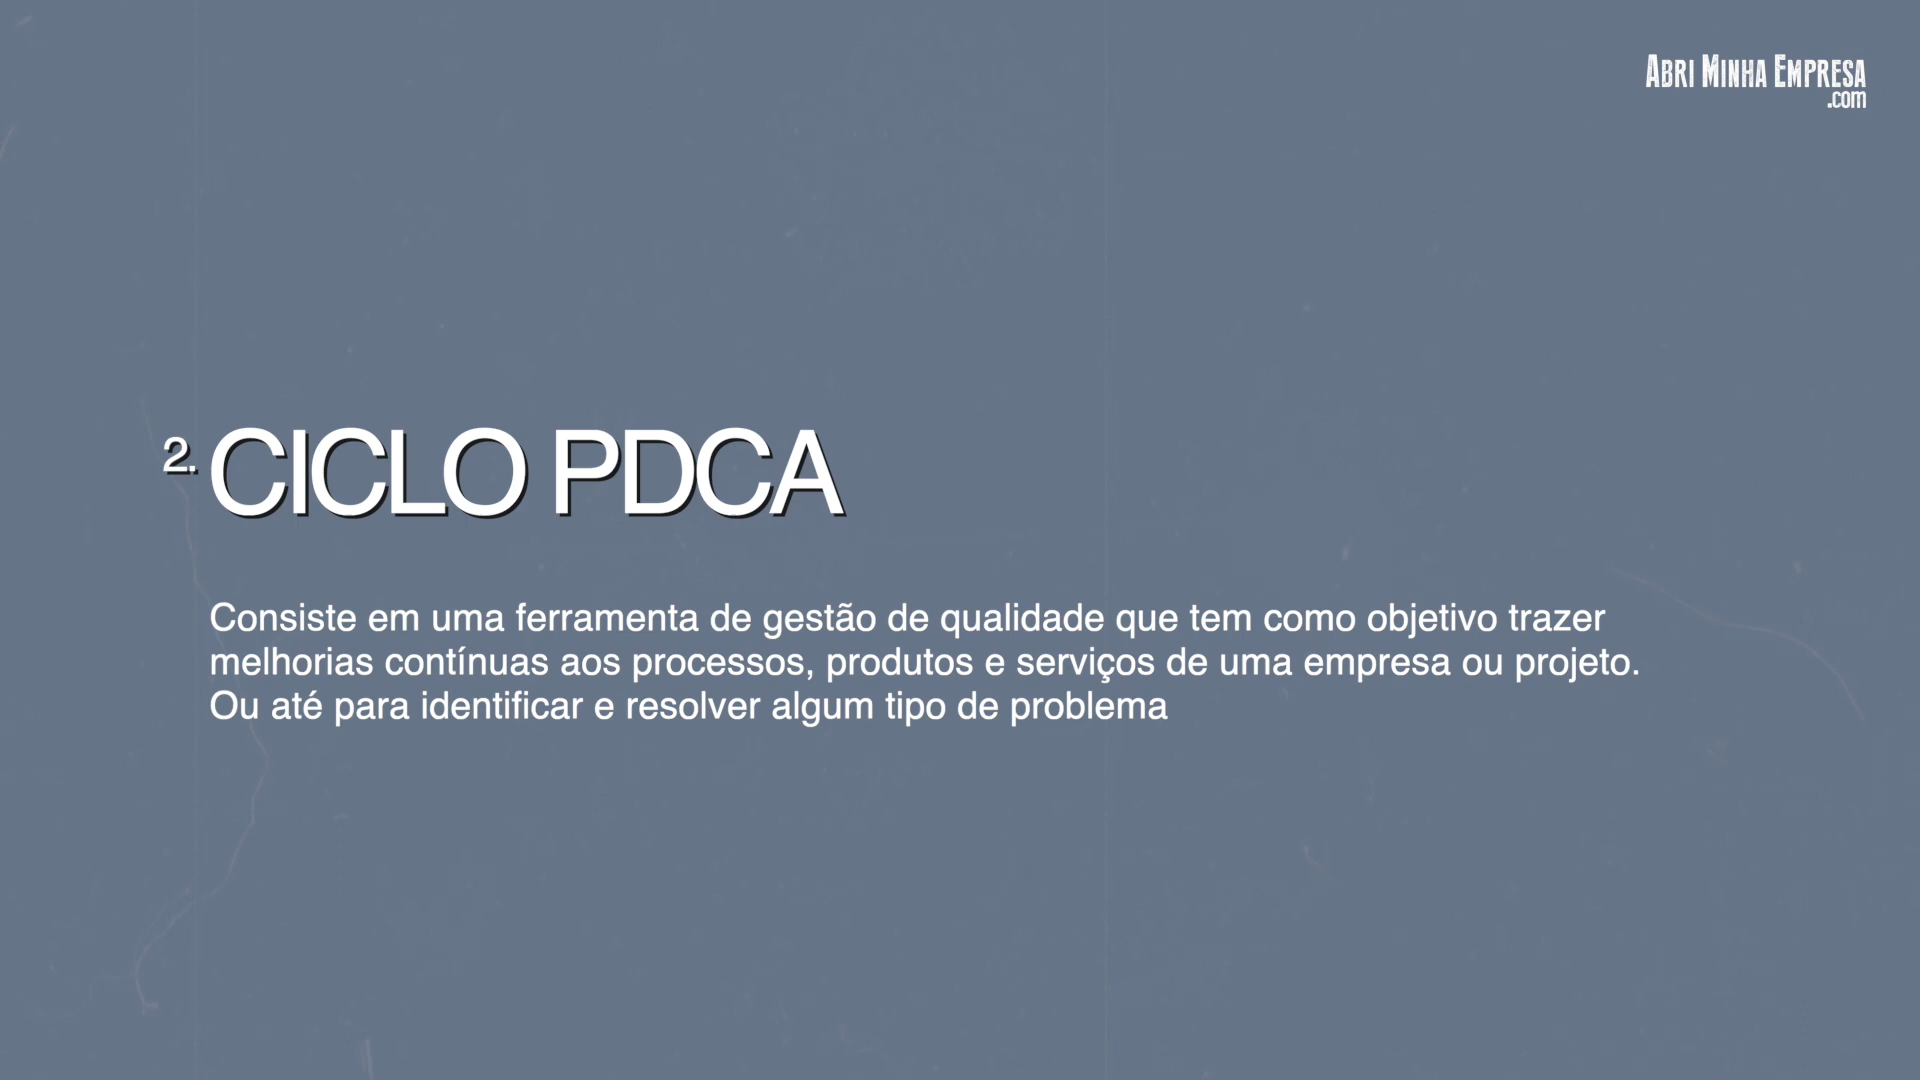 ABRI MINHA EMPRESA
.com
2. CICLO PDCA
Consiste em uma ferramenta de gestão de qualidade que tem como objetivo trazer
melhorias contínuas aos processos, produtos e serviços de uma empresa ou projeto.
Ou até para identificar e resolver algum tipo de problema